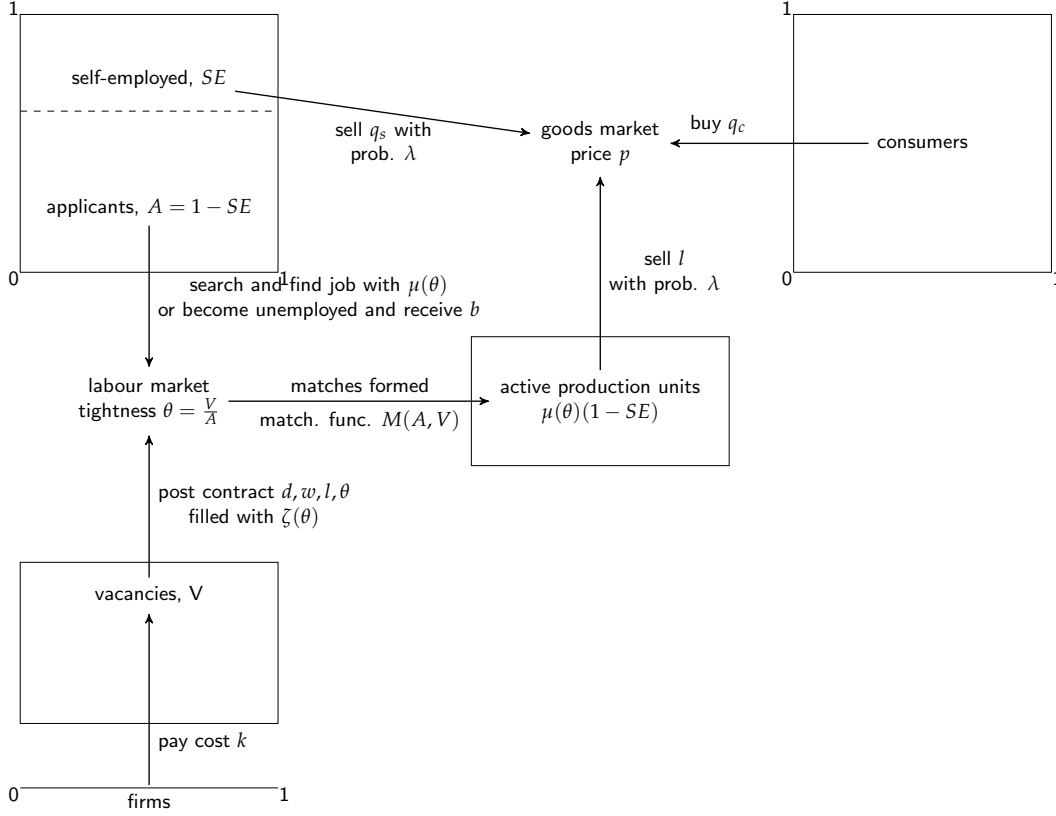 1
self-employed, SE
sell q_s with
prob. λ
applicants, A = 1 − SE
0
1
search and find job with μ(θ)
or become unemployed and receive b
goods market
price p
buy q_c
1
consumers
0
1
sell l
with prob. λ
labour market
tightness θ = V/A
matches formed
match. func. M(A, V)
active production units
μ(θ)(1 − SE)
post contract d, w, l, θ
filled with ζ(θ)
vacancies, V
pay cost k
0
1
firms